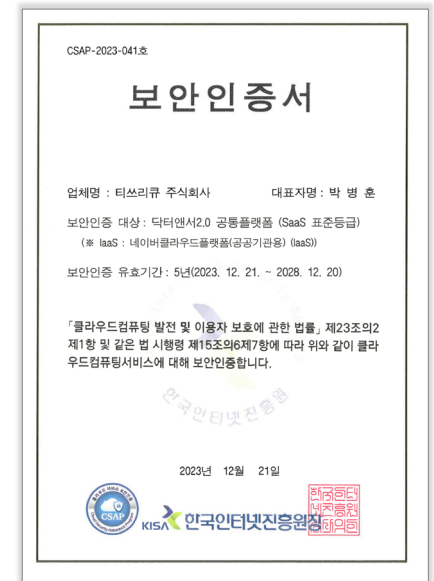 CSAP-2023-041호
보안인증서
업체명 : 티쓰리큐 주식회사 대표자명 : 박 병 훈
보안인증 대상 : 닥터앤서2.0 공통플랫폼 (SaaS 표준등급)
(※ IaaS : 네이버클라우드플랫폼(공공기관용) (IaaS))
보안인증 유효기간 : 5년(2023. 12. 21. ~ 2028. 12. 20)
「클라우드컴퓨팅 발전 및 이용자 보호에 관한 법률」 제23조의2
제1항 및 같은 법 시행령 제15조의6제7항에 따라 위와 같이 클라
우드컴퓨팅서비스에 대해 보안인증합니다.
한국인터넷진흥원
2023년 12월 21일
CSAP
KISA 한국인터넷진흥원장